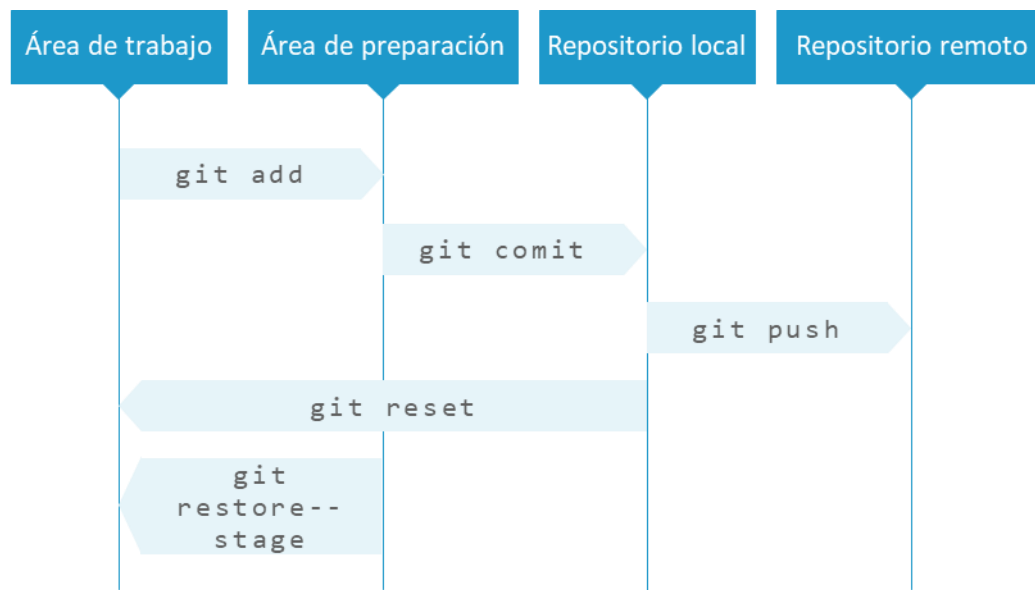 Área de trabajo
Área de preparación
Repositorio local
Repositorio remoto
git add
git comit
git push
git reset
git
restore--
stage